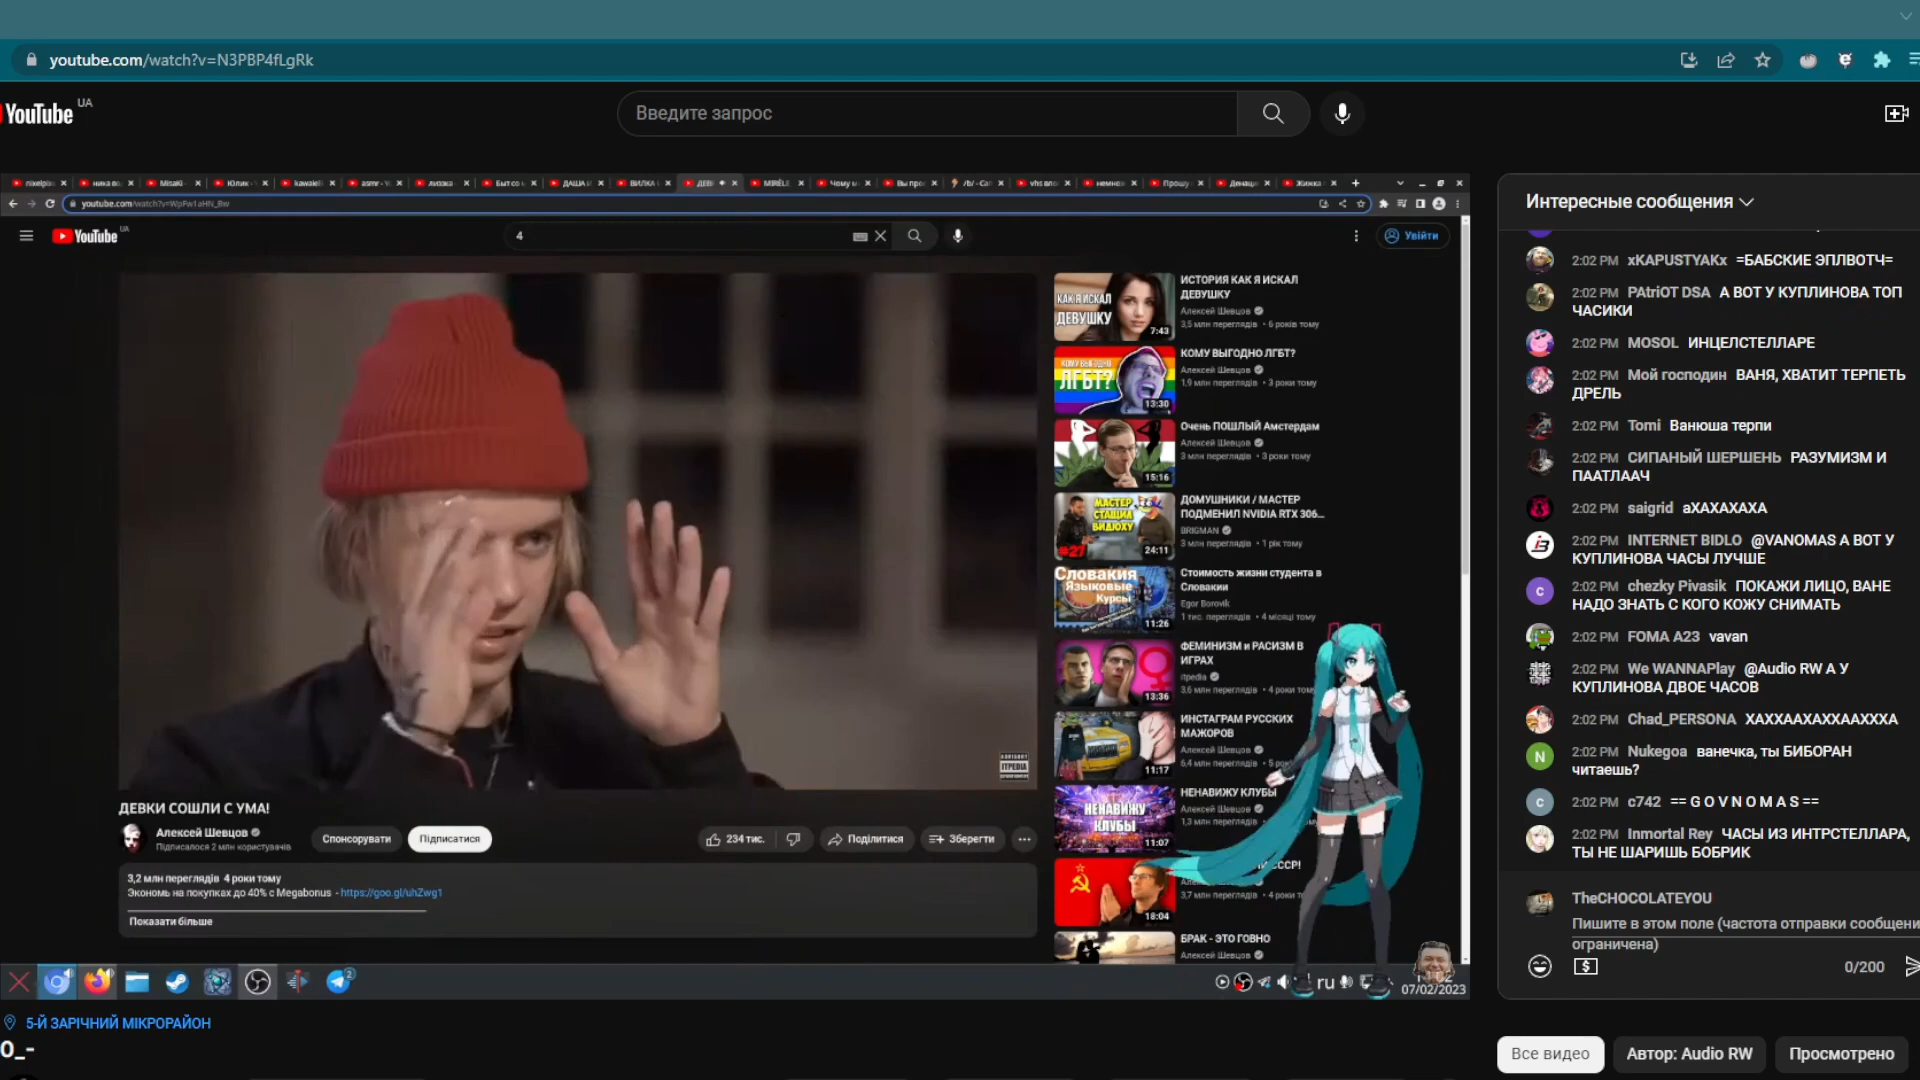 youtube.com/watch?v=N3PBP4fLgRk
YouTube UA
Введите запрос
youtube.com/watch?v=WpFw1aHN_Bw
YouTube UA
4
Увійти
ДЕВКИ СОШЛИ С УМА!
Алексей Шевцов
Підписалося 2 млн користувачів
Спонсорувати
Підписатися
234 тис.
Поділитися
Зберегти
3,2 млн переглядів 4 роки тому
Экономь на покупках до 40% с Megabonus - https://goo.gl/uhZwg1
Показати більше
ITPEDIA
КАК Я ИСКАЛ
ДЕВУШКУ
7:43
ИСТОРИЯ КАК Я ИСКАЛ
ДЕВУШКУ
Алексей Шевцов
3,5 млн переглядів • 6 років тому
КОМУ ВЫГОДНО
ЛГБТ?
13:30
КОМУ ВЫГОДНО ЛГБТ?
Алексей Шевцов
1,9 млн переглядів • 3 роки тому
15:16
Очень ПОШЛЫЙ Амстердам
Алексей Шевцов
3 млн переглядів • 3 роки тому
МАСТЕР
СТАЩИЛ
ВИДЮХУ
#27
24:11
ДОМУШНИКИ / МАСТЕР
ПОДМЕНИЛ NVIDIA RTX 306...
BRIGMAN
3 млн переглядів • 1 рік тому
Словакия
Языковые
Курсы
11:26
Стоимость жизни студента в
Словакии
Egor Borovik
1 тис. переглядів • 4 місяці тому
13:36
ФЕМИНИЗМ и РАСИЗМ В
ИГРАХ
itpedia
3,6 млн переглядів • 4 роки тому
11:17
ИНСТАГРАМ РУССКИХ
МАЖОРОВ
Алексей Шевцов
6,4 млн переглядів • 5
НЕНАВИЖУ
КЛУБЫ
11:07
НЕНАВИЖУ КЛУБЫ
Алексей Шевцов
1,3 млн переглядів
18:04
СССР!
3,7 млн переглядів • 4 роки
БРАК - ЭТО ГОВНО
Алексей Шевцов
2
ru
07/02/2023
Интересные сообщения
2:02 PM xKAPUSTYAKx =БАБСКИЕ ЭПЛВОТЧ=
2:02 PM PAtriOT DSA А ВОТ У КУПЛИНОВА ТОП
ЧАСИКИ
2:02 PM MOSOL ИНЦЕЛСТЕЛЛАРЕ
2:02 PM Мой господин ВАНЯ, ХВАТИТ ТЕРПЕТЬ
ДРЕЛЬ
2:02 PM Tomi Ванюша терпи
2:02 PM СИПАНЫЙ ШЕРШЕНЬ РАЗУМИЗМ И
ПААТЛААЧ
2:02 PM saigrid аХАХАХАХА
2:02 PM INTERNET BIDLO @VANOMAS А ВОТ У
КУПЛИНОВА ЧАСЫ ЛУЧШЕ
2:02 PM chezky Pivasik ПОКАЖИ ЛИЦО, ВАНЕ
НАДО ЗНАТЬ С КОГО КОЖУ СНИМАТЬ
2:02 PM FOMA A23 vavan
2:02 PM We WANNAPlay @Audio RW А У
КУПЛИНОВА ДВОЕ ЧАСОВ
2:02 PM Chad_PERSONA ХАХХААХАХХААХХХА
2:02 PM Nukegoa ванечка, ты БИБОРАН
читаешь?
2:02 PM c742 == G O V N O M A S ==
2:02 PM Inmortal Rey ЧАСЫ ИЗ ИНТРСТЕЛЛАРА,
ТЫ НЕ ШАРИШЬ БОБРИК
TheCHOCOLATEYOU
Пишите в этом поле (частота отправки сообщени
ограничена)
0/200
5-Й ЗАРІЧНИЙ МІКРОРАЙОН
0_-
Все видео
Автор: Audio RW
Просмотрено